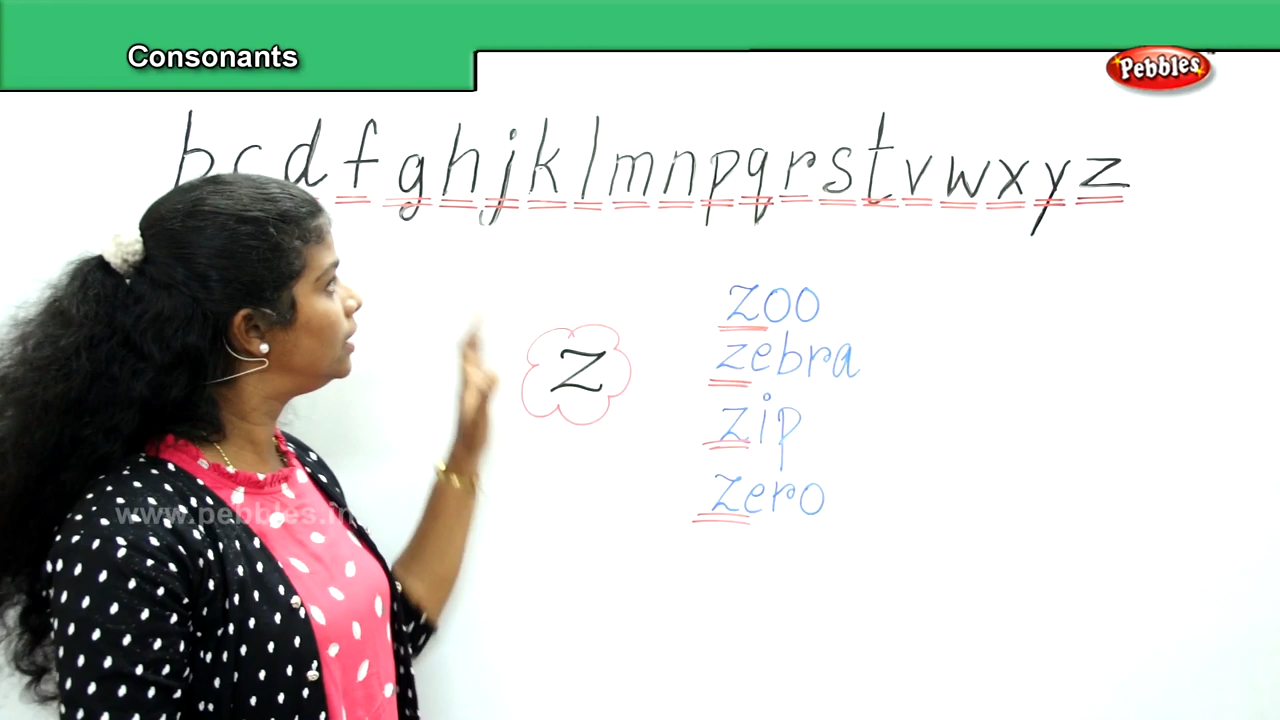 Consonants
Pebbles
b c d f g h j k l m n p q r s t v w x y z
zoo
z
zebra
zip
zero
www.pebbles.in